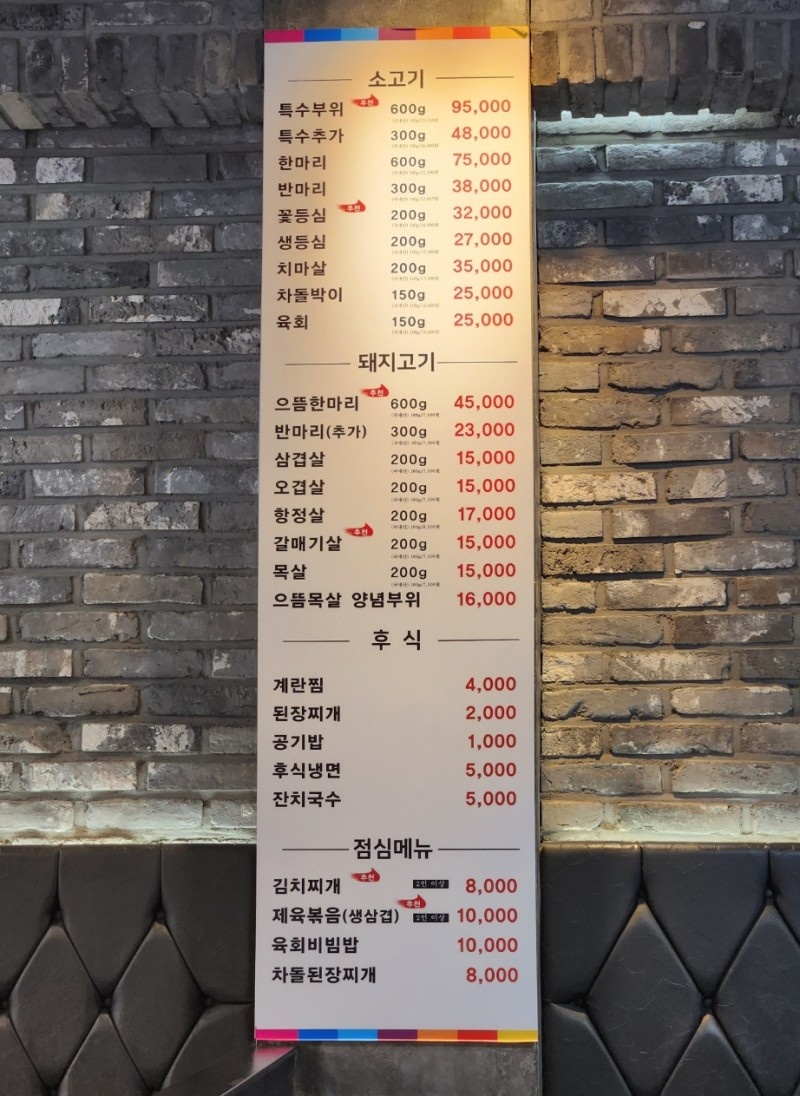 소고기
특수부위 추천 600g 95,000
특수추가 300g 48,000
한마리 600g 75,000
반마리 300g 38,000
꽃등심 추천 200g 32,000
생등심 200g 27,000
치마살 200g 35,000
차돌박이 150g 25,000
육회 150g 25,000
돼지고기
으뜸한마리 추천 600g 45,000
반마리(추가) 300g 23,000
삼겹살 200g 15,000
오겹살 200g 15,000
항정살 200g 17,000
갈매기살 추천 200g 15,000
목살 200g 15,000
으뜸목살 양념부위 16,000
후 식
계란찜 4,000
된장찌개 2,000
공기밥 1,000
후식냉면 5,000
잔치국수 5,000
점심메뉴
김치찌개 추천 2인 이상 8,000
제육볶음(생삼겹) 추천 2인 이상 10,000
육회비빔밥 10,000
차돌된장찌개 8,000